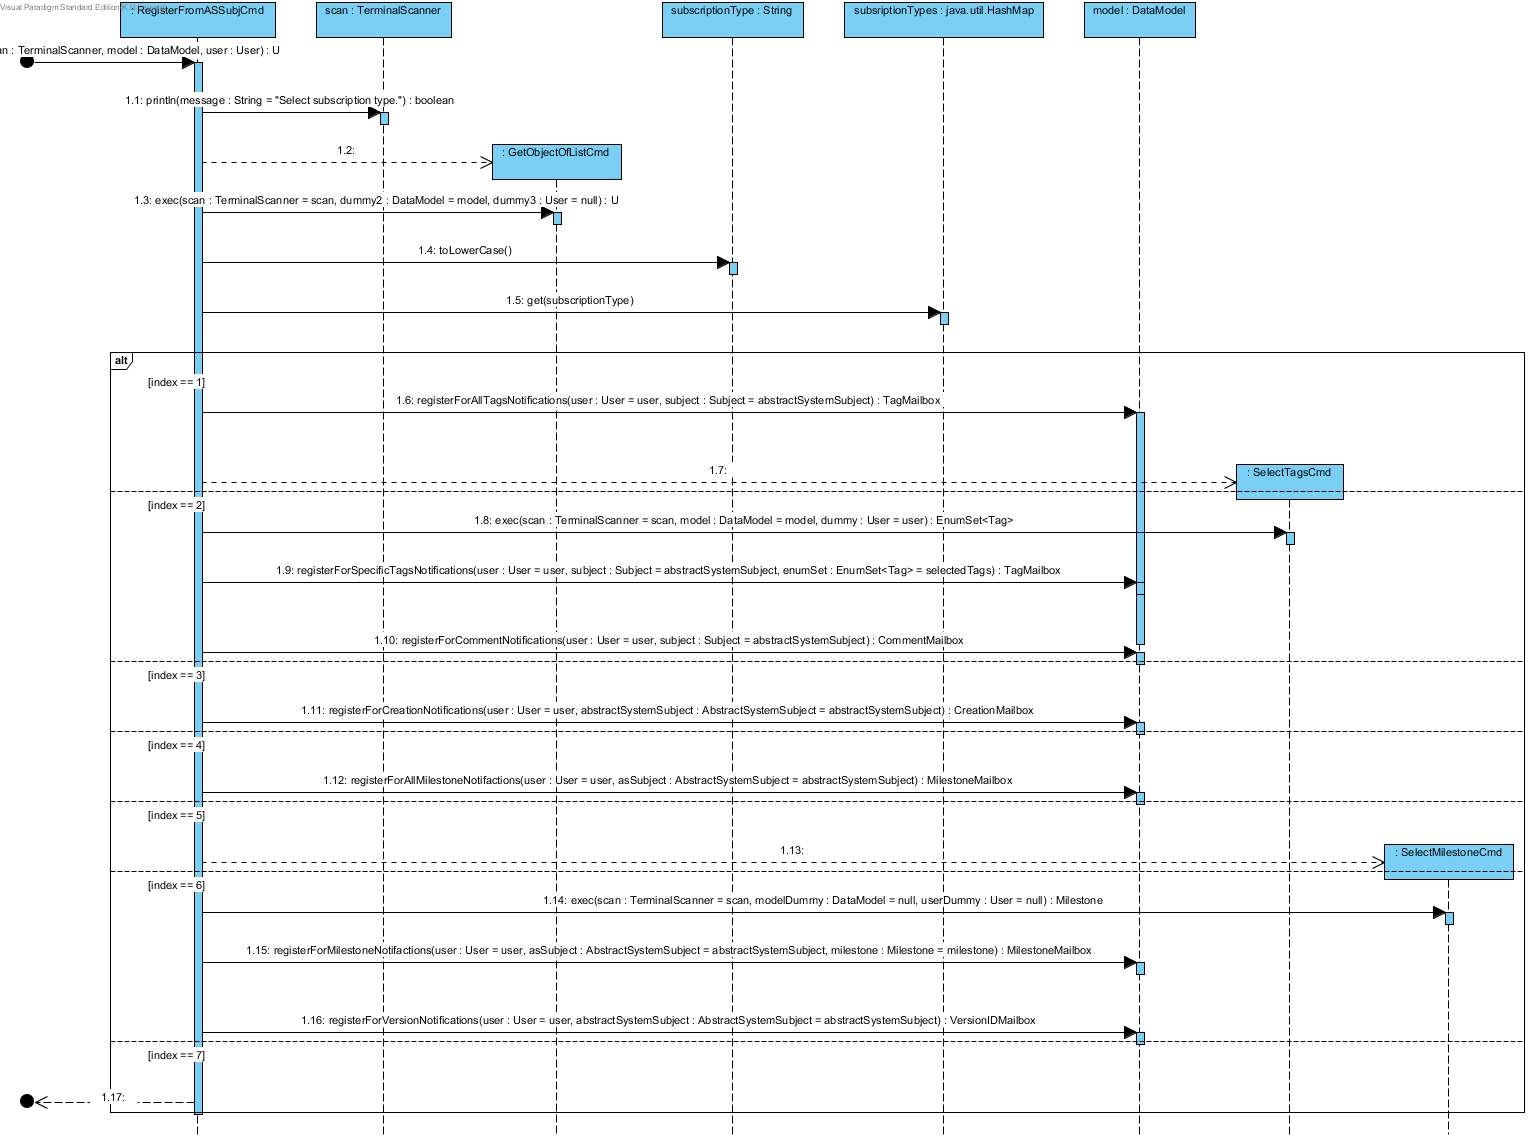 Visual Paradigm Standard Edition
: RegisterFromASSubjCmd
scan : TerminalScanner
subscriptionType : String
subsriptionTypes : java.util.HashMap
model : DataModel
an : TerminalScanner, model : DataModel, user : User) : U
1.1: println(message : String = "Select subscription type.") : boolean
1.2:
: GetObjectOfListCmd
1.3: exec(scan : TerminalScanner = scan, dummy2 : DataModel = model, dummy3 : User = null) : U
1.4: toLowerCase()
1.5: get(subscriptionType)
alt
[index == 1]
1.6: registerForAllTagsNotifications(user : User = user, subject : Subject = abstractSystemSubject) : TagMailbox
1.7:
: SelectTagsCmd
[index == 2]
1.8: exec(scan : TerminalScanner = scan, model : DataModel = model, dummy : User = user) : EnumSet<Tag>
1.9: registerForSpecificTagsNotifications(user : User = user, subject : Subject = abstractSystemSubject, enumSet : EnumSet<Tag> = selectedTags) : TagMailbox
1.10: registerForCommentNotifications(user : User = user, subject : Subject = abstractSystemSubject) : CommentMailbox
[index == 3]
1.11: registerForCreationNotifications(user : User = user, abstractSystemSubject : AbstractSystemSubject = abstractSystemSubject) : CreationMailbox
[index == 4]
1.12: registerForAllMilestoneNotifactions(user : User = user, asSubject : AbstractSystemSubject = abstractSystemSubject) : MilestoneMailbox
[index == 5]
1.13:
: SelectMilestoneCmd
[index == 6]
1.14: exec(scan : TerminalScanner = scan, modelDummy : DataModel = null, userDummy : User = null) : Milestone
1.15: registerForMilestoneNotifactions(user : User = user, asSubject : AbstractSystemSubject = abstractSystemSubject, milestone : Milestone = milestone) : MilestoneMailbox
1.16: registerForVersionNotifications(user : User = user, abstractSystemSubject : AbstractSystemSubject = abstractSystemSubject) : VersionIDMailbox
[index == 7]
1.17: